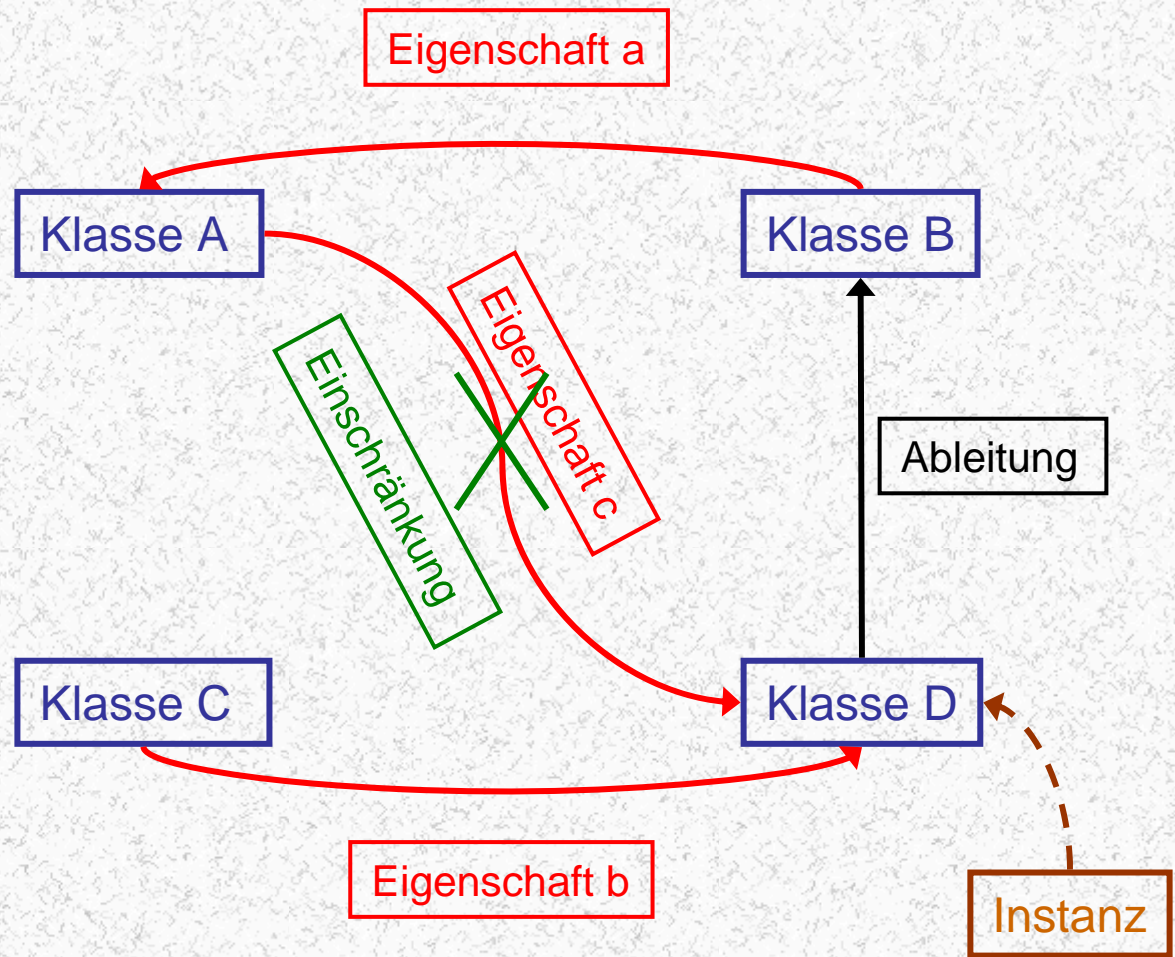 Eigenschaft a
Klasse A
Klasse B
Eigenschaft c
Einschränkung
Ableitung
Klasse C
Klasse D
Eigenschaft b
Instanz